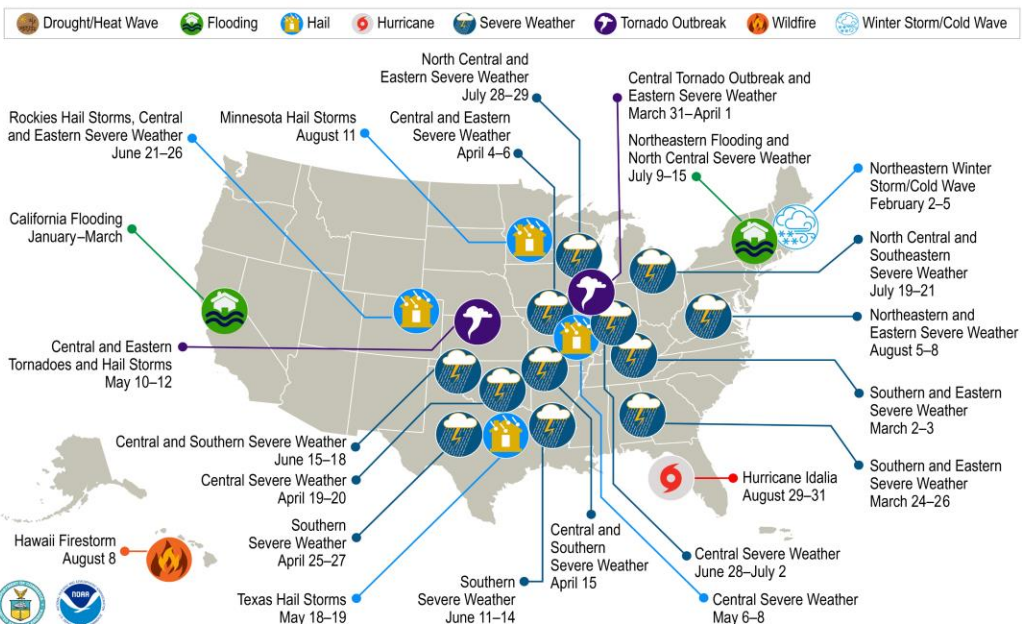 Drought/Heat Wave
Flooding
Hail
Hurricane
Severe Weather
Tornado Outbreak
Wildfire
Winter Storm/Cold Wave
North Central and
Eastern Severe Weather
July 28–29
Central Tornado Outbreak and
Eastern Severe Weather
March 31–April 1
Rockies Hail Storms, Central
and Eastern Severe Weather
June 21–26
Minnesota Hail Storms
August 11
Central and Eastern
Severe Weather
April 4–6
Northeastern Flooding and
North Central Severe Weather
July 9–15
Northeastern Winter
Storm/Cold Wave
February 2–5
California Flooding
January–March
North Central and
Southeastern
Severe Weather
July 19–21
Northeastern and
Eastern Severe Weather
August 5–8
Central and Eastern
Tornadoes and Hail Storms
May 10–12
Southern and Eastern
Severe Weather
March 2–3
Central and Southern Severe Weather
June 15–18
Central Severe Weather
April 19–20
Southern and Eastern
Severe Weather
March 24–26
Hurricane Idalia
August 29–31
Southern
Severe Weather
April 25–27
Central and
Southern
Severe Weather
April 15
Hawaii Firestorm
August 8
Central Severe Weather
June 28–July 2
Texas Hail Storms
May 18–19
Southern
Severe Weather
June 11–14
Central Severe Weather
May 6–8
NOAA